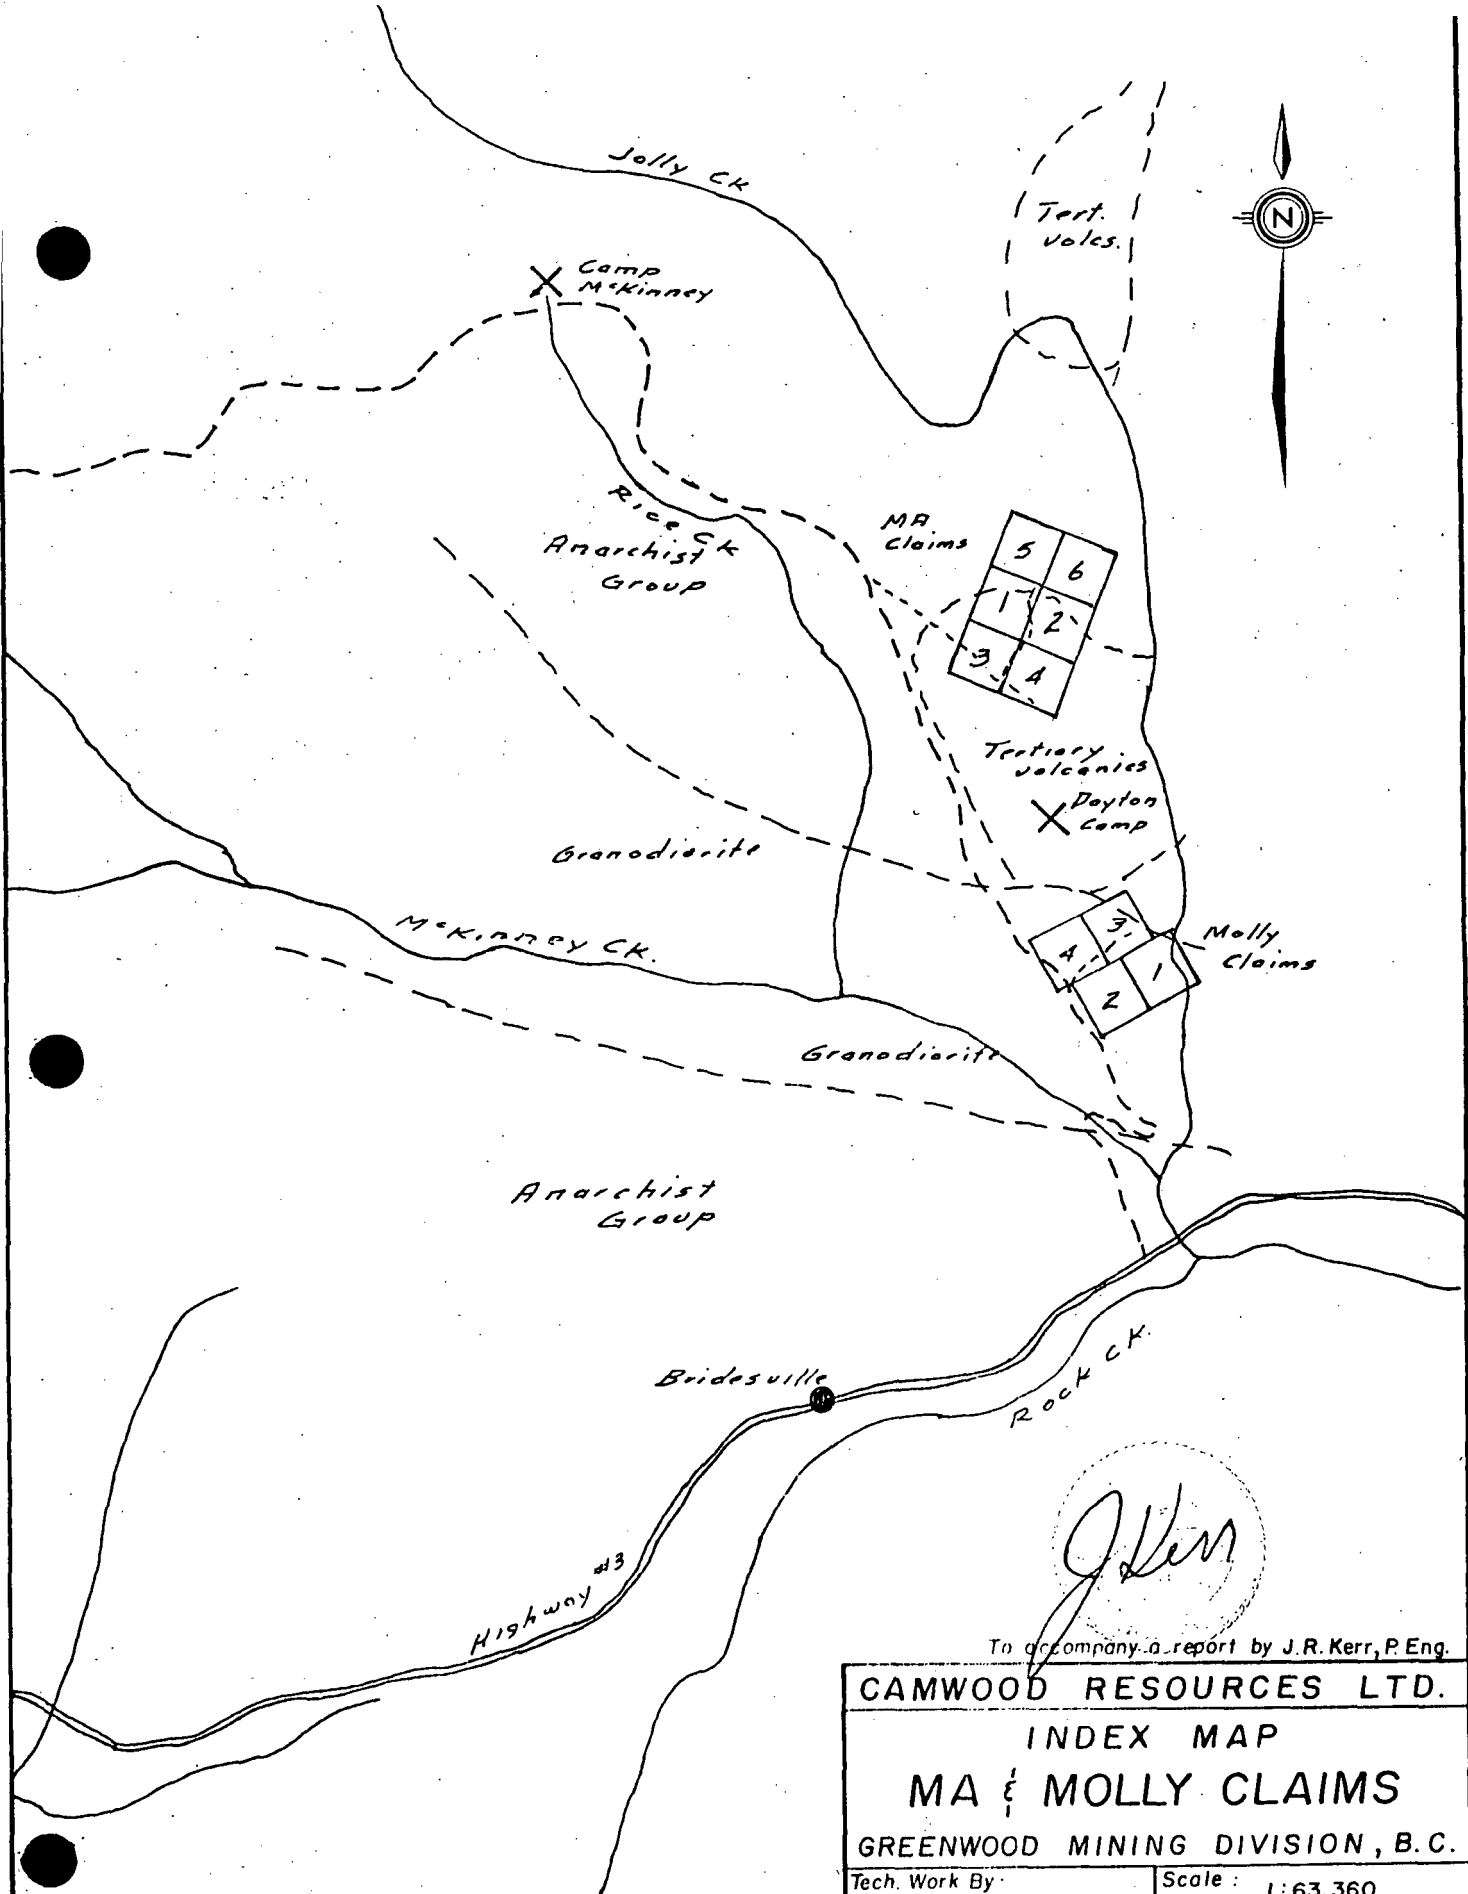 Jolly CK
Tert.
volcs.
N
Camp
McKinney
Rice CK
Anarchist
Group
MA
Claims
5
6
1
2
3
4
Tertiary
volcanics
Dayton
Camp
Granodiorite
McKinney CK.
3
4
1
2
Molly
Claims
Granodiorite
Anarchist
Group
Bridesville
ROCK CK.
Highway #3
J Kerr
To accompany a report by J.R. Kerr, P. Eng.
CAMWOOD RESOURCES LTD.
INDEX MAP
MA & MOLLY CLAIMS
GREENWOOD MINING DIVISION, B.C.
Tech. Work By:
Scale: 1:63,360